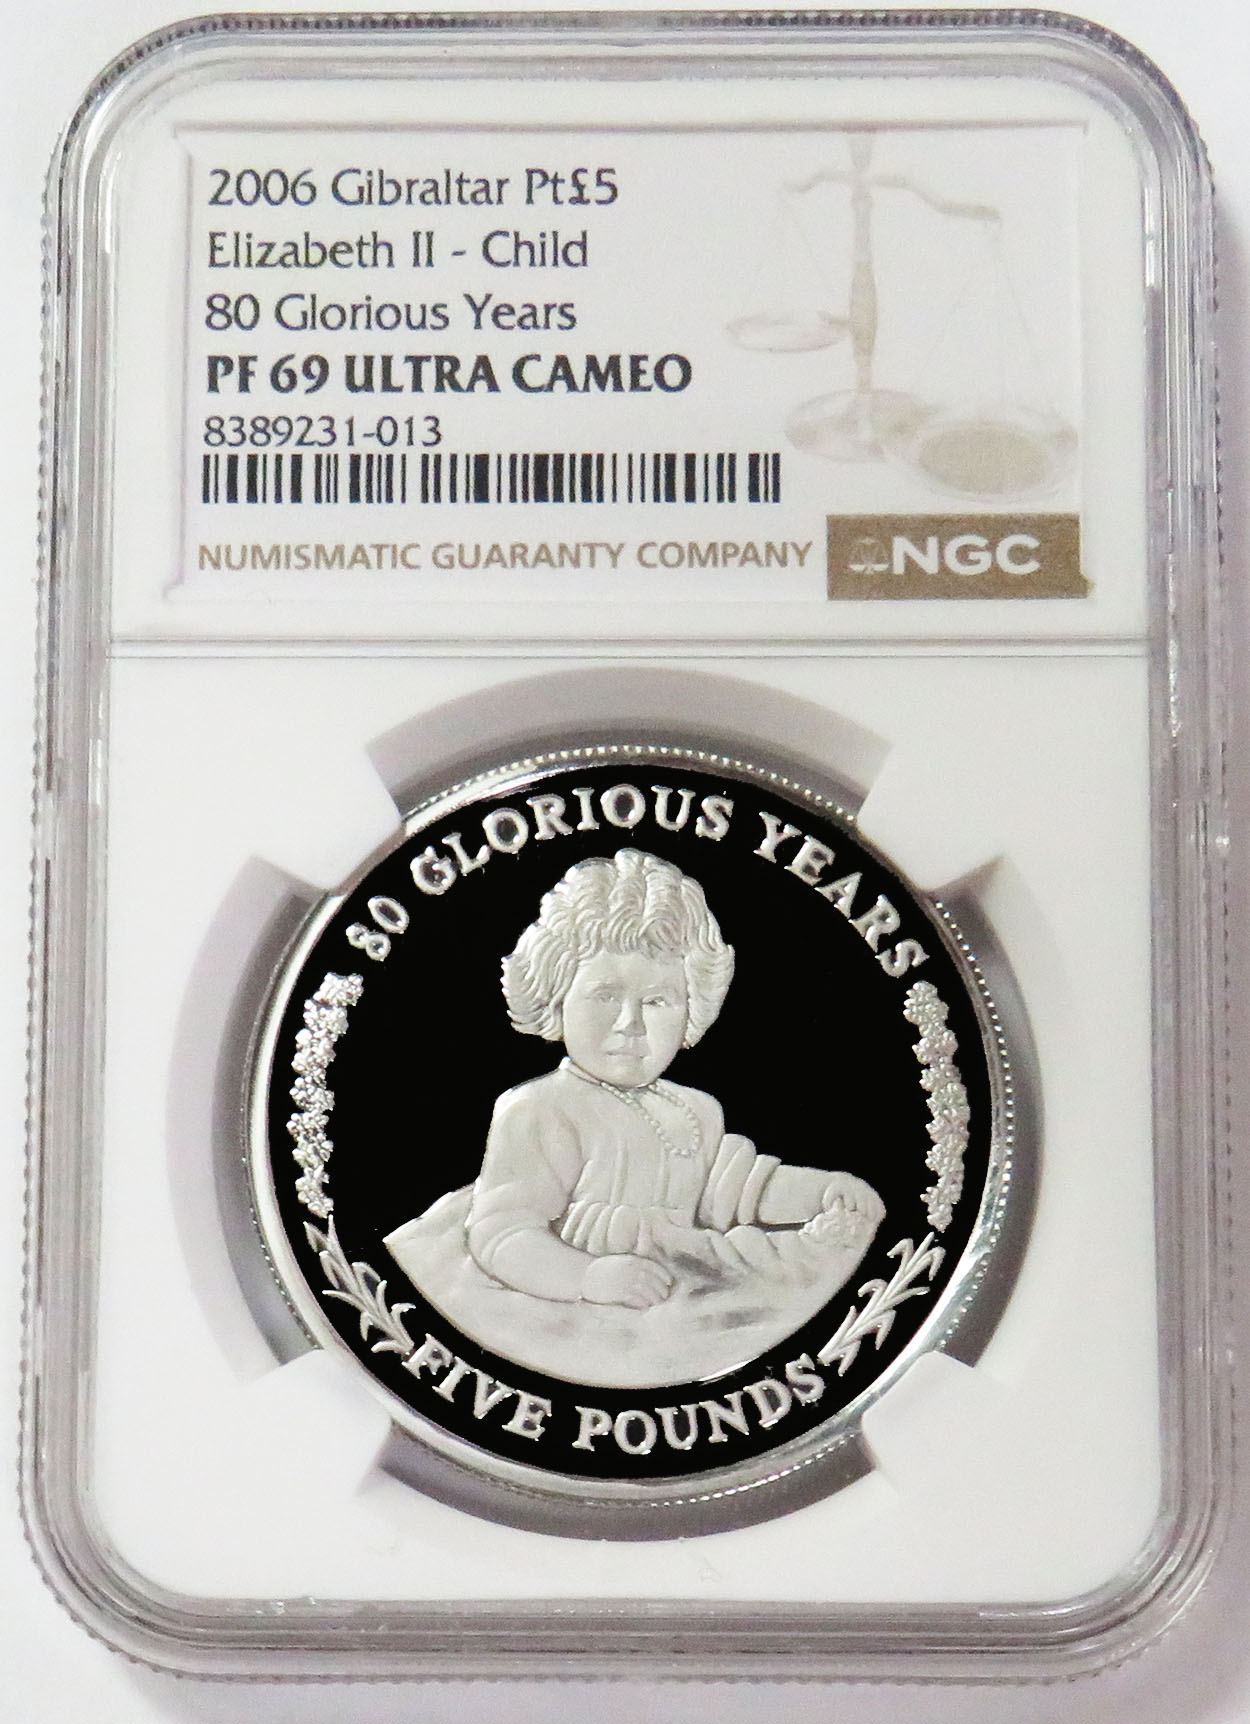 2006 Gibraltar Pt£5
Elizabeth II - Child
80 Glorious Years
PF 69 ULTRA CAMEO
8389231-013
NUMISMATIC GUARANTY COMPANY
NGC
80 GLORIOUS YEARS
FIVE POUNDS